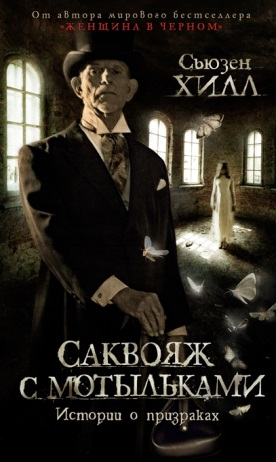 От автора мирового бестселлера
«ЖЕНЩИНА В ЧЕРНОМ»
Сьюзен
ХИЛЛ
Саквояж
с мотыльками
Истории о призраках